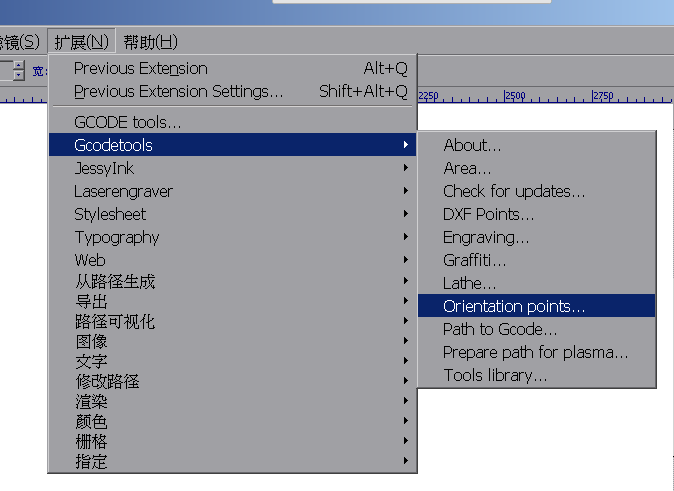 滤镜(S) 扩展(N) 帮助(H)
宽:
Previous Extension Alt+Q
Previous Extension Settings... Shift+Alt+Q
2250 2500 2750
GCODE tools...
Gcodetools
JessyInk
Laserengraver
Stylesheet
Typography
Web
从路径生成
导出
路径可视化
图像
文字
修改路径
渲染
颜色
栅格
指定
About...
Area...
Check for updates...
DXF Points...
Engraving...
Graffiti...
Lathe...
Orientation points...
Path to Gcode...
Prepare path for plasma...
Tools library...